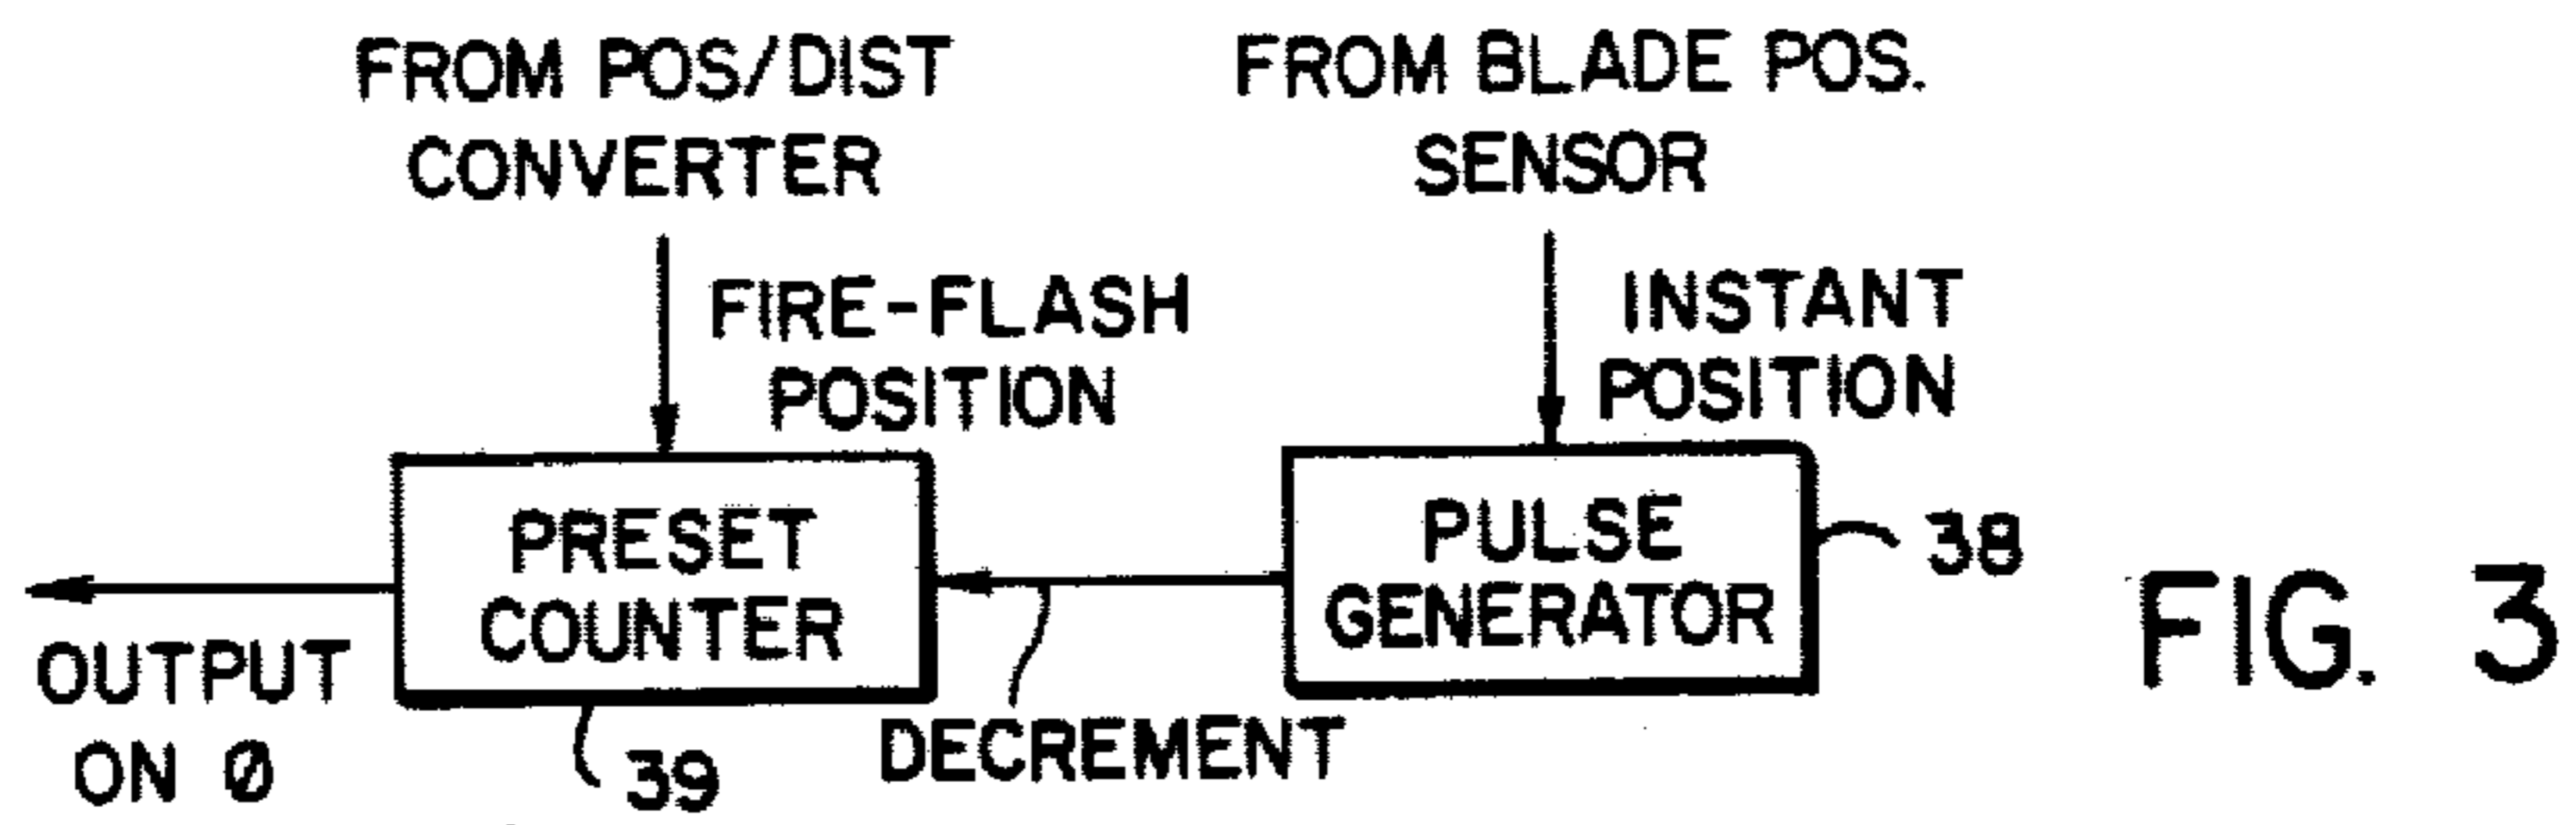 FROM POS/DIST
CONVERTER
FROM BLADE POS.
SENSOR
FIRE-FLASH
POSITION
INSTANT
POSITION
PRESET
COUNTER
PULSE
GENERATOR
38
OUTPUT
ON 0
39
DECREMENT
FIG. 3